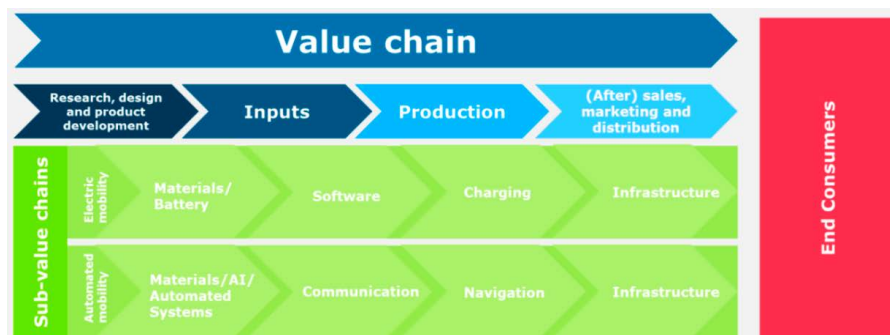 Value chain
Research, design
and product
development
Inputs
Production
(After) sales,
marketing and
distribution
Sub-value chains
Electric
mobility
Materials/
Battery
Software
Charging
Infrastructure
Automated
mobility
Materials/AI/
Automated
Systems
Communication
Navigation
Infrastructure
End Consumers